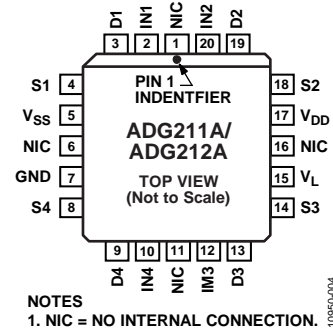 D1 IN1 NIC IN2 D2
3 2 1 20 19
PIN 1
INDENTFIER
S1 4
VSS 5
NIC 6
GND 7
S4 8
18 S2
17 VDD
16 NIC
15 VL
14 S3
ADG211A/
ADG212A
TOP VIEW
(Not to Scale)
9 10 11 12 13
D4 IN4 NIC IM3 D3
NOTES
1. NIC = NO INTERNAL CONNECTION.
10950-004